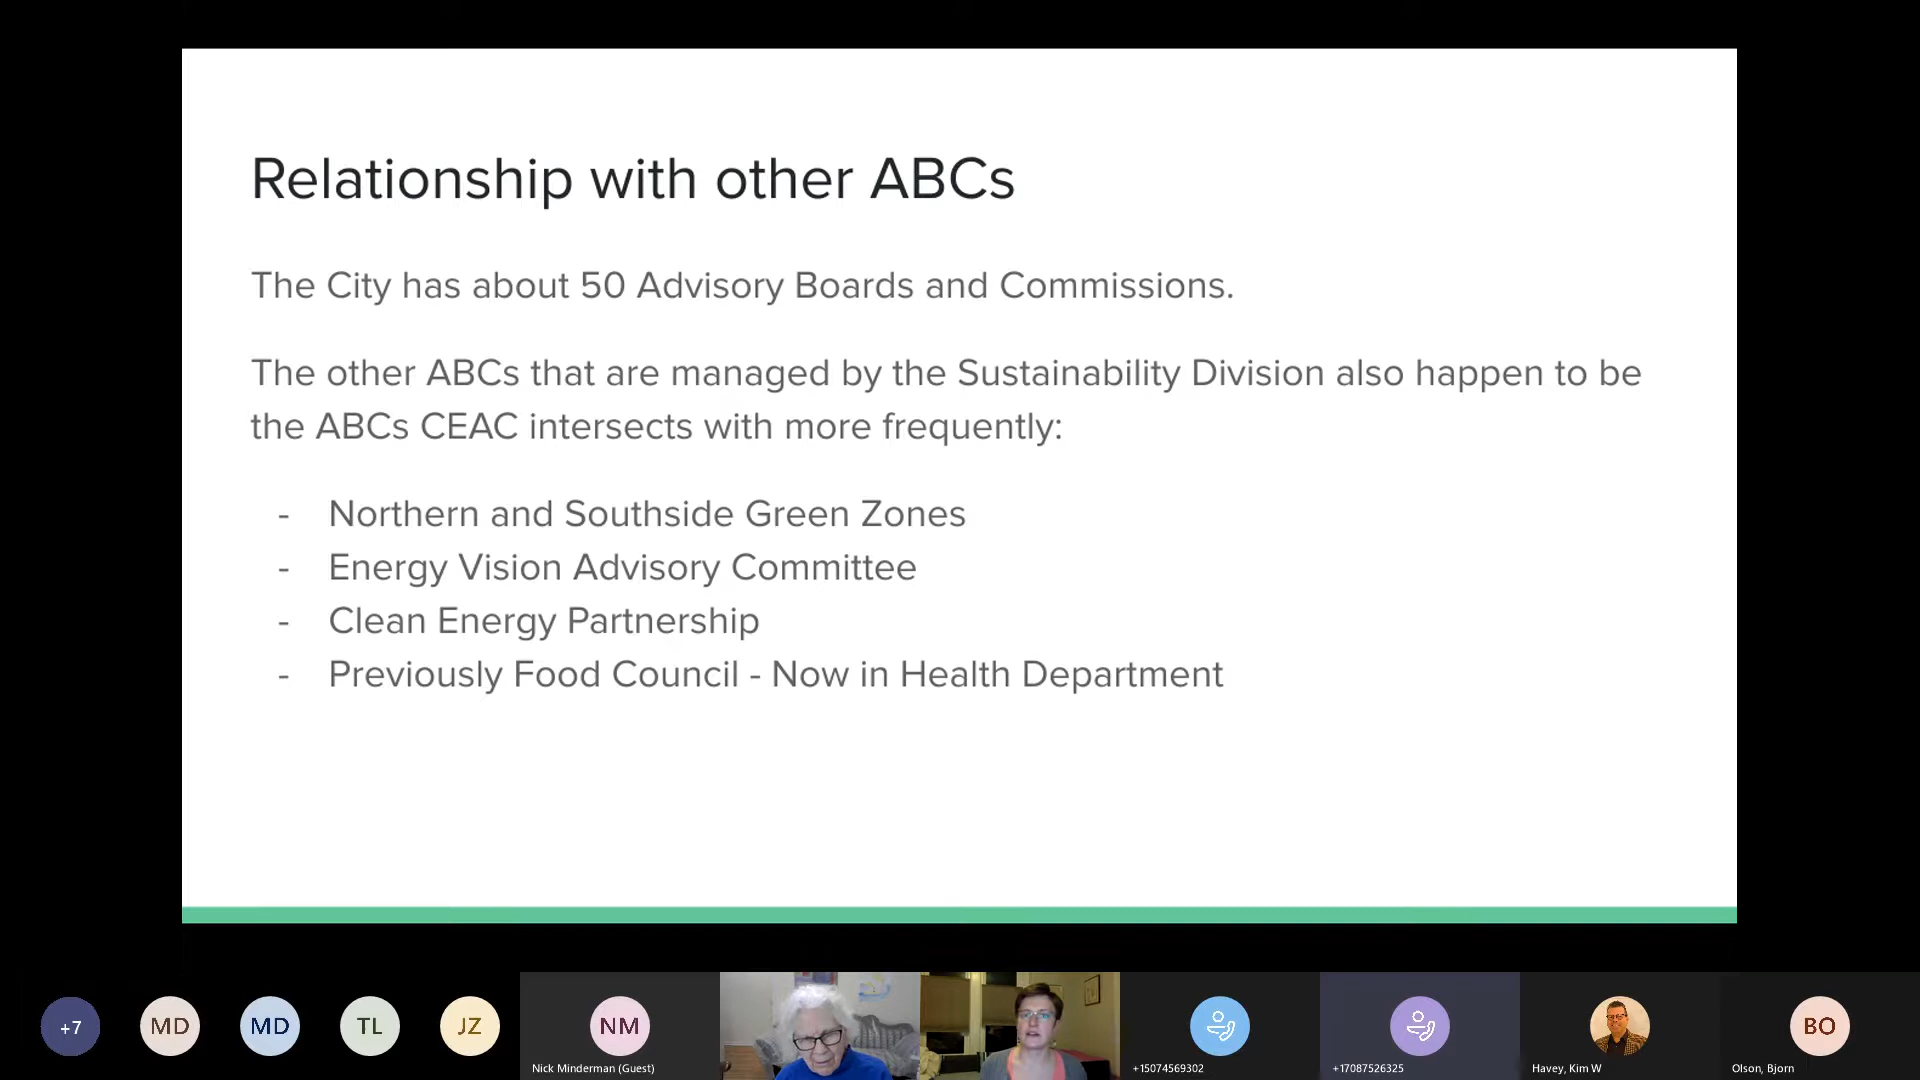 Relationship with other ABCs
The City has about 50 Advisory Boards and Commissions.
The other ABCs that are managed by the Sustainability Division also happen to be
the ABCs CEAC intersects with more frequently:
- Northern and Southside Green Zones
- Energy Vision Advisory Committee
- Clean Energy Partnership
- Previously Food Council - Now in Health Department
+7
MD
MD
TL
JZ
NM
BO
Nick Minderman (Guest)
+15074569302
+17087526325
Havey, Kim W
Olson, Bjorn